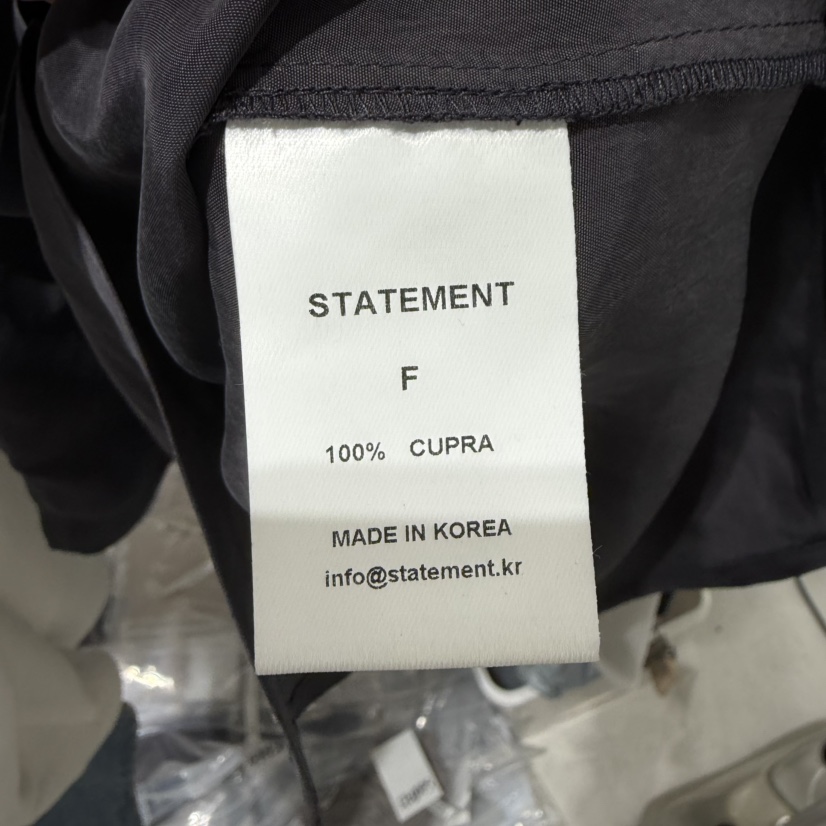 STATEMENT
F
100% CUPRA
MADE IN KOREA
info@statement.kr